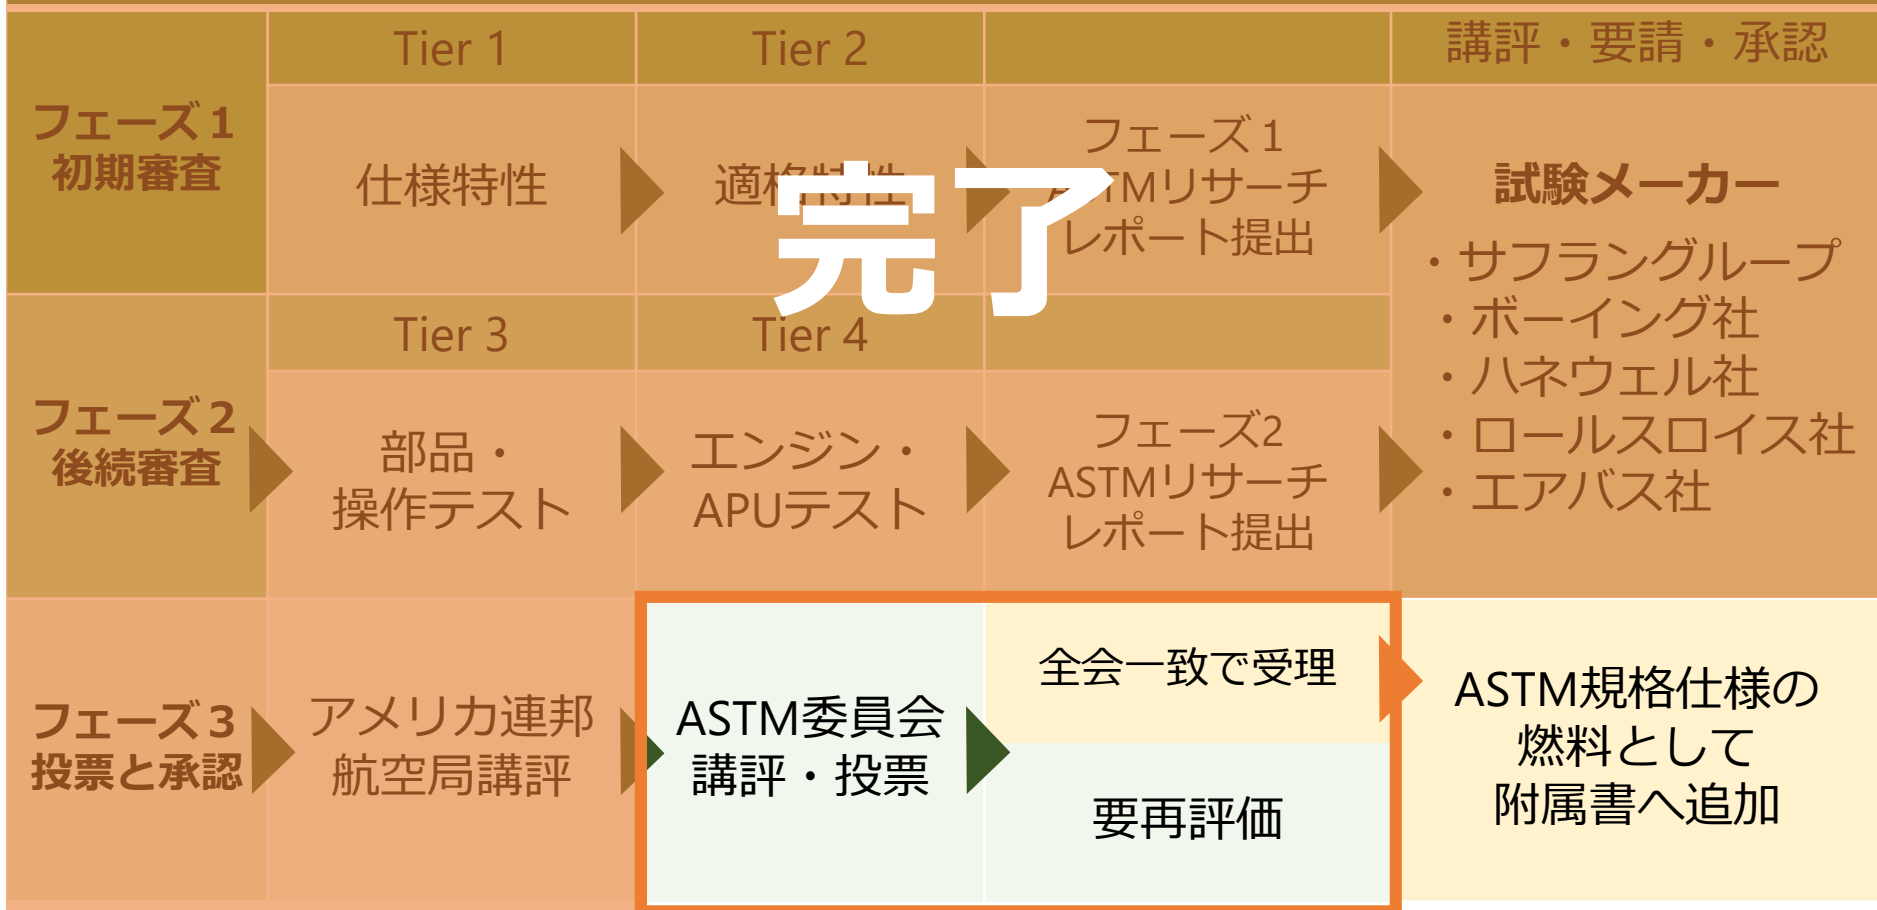 Tier 1
Tier 2
講評・要請・承認
フェーズ1
初期審査
仕様特性
適格特性
フェーズ1
ASTMリサーチ
レポート提出
完了
試験メーカー
・サフラングループ
・ボーイング社
・ハネウェル社
・ロールスロイス社
・エアバス社
Tier 3
Tier 4
フェーズ2
後続審査
部品・
操作テスト
エンジン・
APUテスト
フェーズ2
ASTMリサーチ
レポート提出
フェーズ3
投票と承認
アメリカ連邦
航空局講評
ASTM委員会
講評・投票
全会一致で受理
要再評価
ASTM規格仕様の
燃料として
附属書へ追加